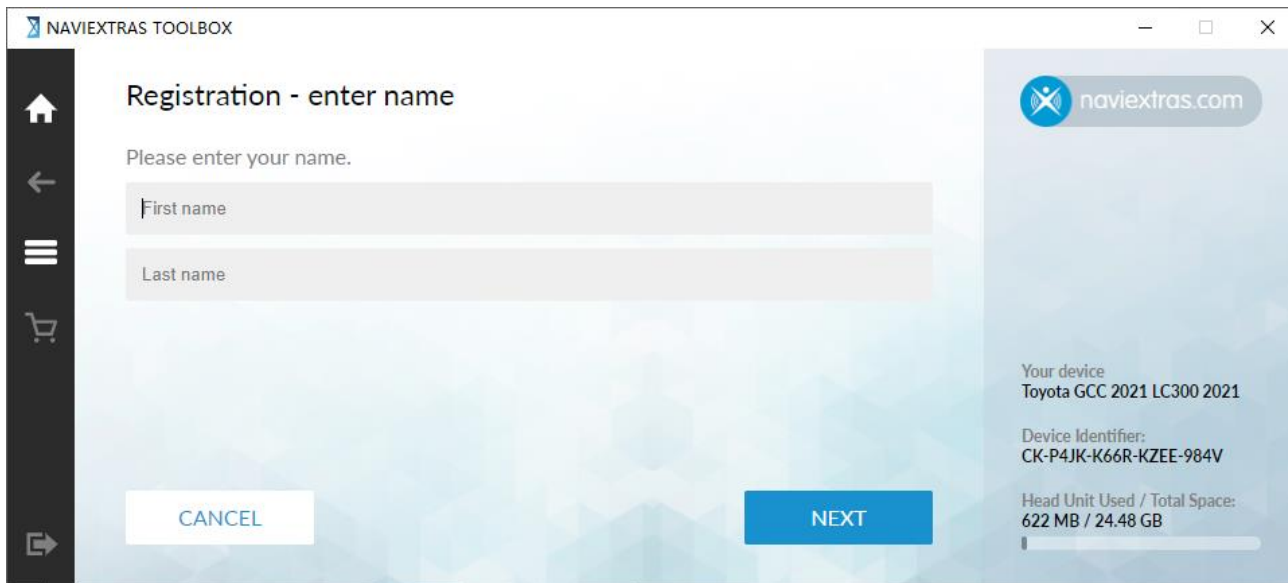 NAVIEXTRAS TOOLBOX
Registration - enter name
naviextras.com
Please enter your name.
First name
Last name
Your device
Toyota GCC 2021 LC300 2021
Device Identifier:
CK-P4JK-K66R-KZEE-984V
Head Unit Used / Total Space:
622 MB / 24.48 GB
CANCEL
NEXT